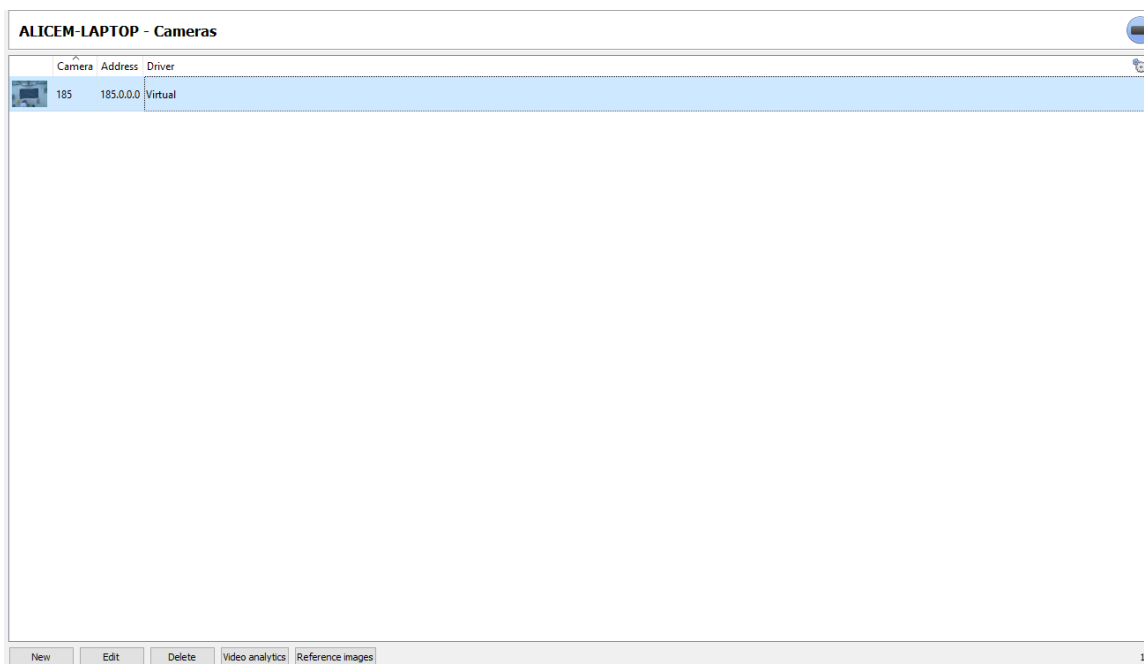 ALICEM-LAPTOP - Cameras
Camera Address Driver
185 185.0.0.0 Virtual
New Edit Delete Video analytics Reference images 1